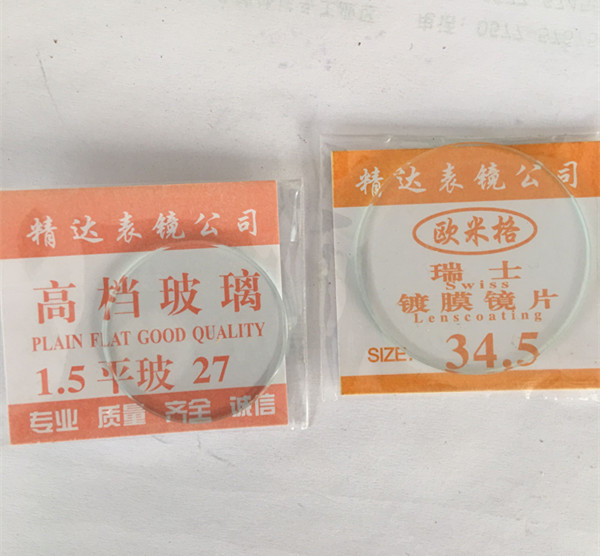 精达表镜公司
高档玻璃
PLAIN FLAT GOOD QUALITY
1.5 平玻 27
专业 质量 齐全 诚信
精达表镜公司
欧米格
瑞士
Swiss
镀膜镜片
Lenscoating
SIZE: 34.5